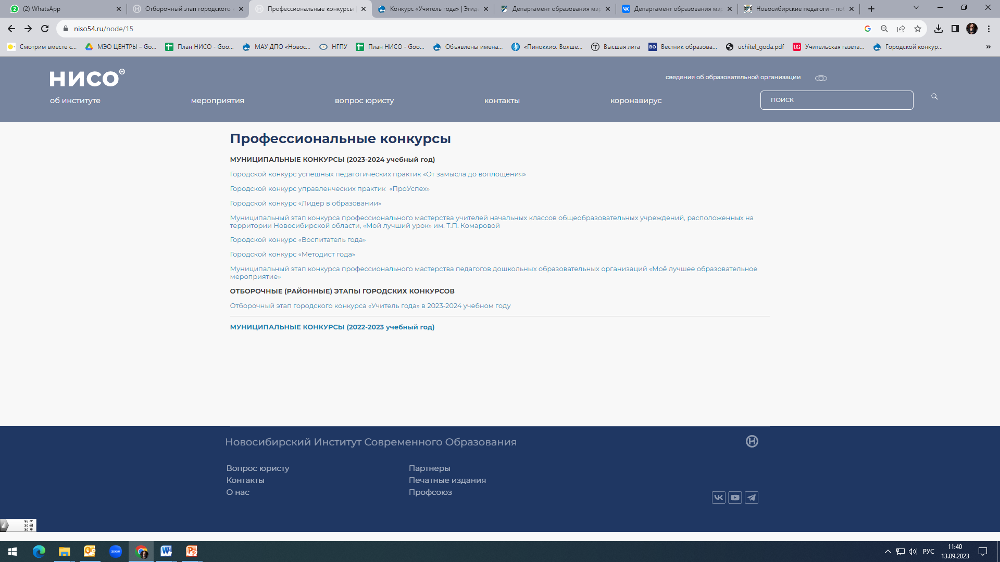 (2) WhatsApp
Отборочный этап городского к
Профессиональные конкурсы
Конкурс «Учитель года» | Эгид
Департамент образования мэр
Департамент образования мэр
Новосибирские педагоги – по
niso54.ru/node/15
Смотрим вместе с...
МЭО ЦЕНТРЫ – Go...
План НИСО - Goo...
МАУ ДПО «Новос...
НГПУ
План НИСО - Goo...
Объявлены имена...
«Пиноккио. Волше...
Высшая лига
Вестник образова...
uchitel_goda.pdf
Учительская газета...
Городской конкур...
нисо
сведения об образовательной организации
об институте
мероприятия
вопрос юристу
контакты
коронавирус
ПОИСК
Профессиональные конкурсы
МУНИЦИПАЛЬНЫЕ КОНКУРСЫ (2023-2024 учебный год)
Городской конкурс успешных педагогических практик «От замысла до воплощения»
Городской конкурс управленческих практик «ПроУспех»
Городской конкурс «Лидер в образовании»
Муниципальный этап конкурса профессионального мастерства учителей начальных классов общеобразовательных учреждений, расположенных на
территории Новосибирской области, «Мой лучший урок» им. Т.П. Комаровой
Городской конкурс «Воспитатель года»
Городской конкурс «Методист года»
Муниципальный этап конкурса профессионального мастерства педагогов дошкольных образовательных организаций «Моё лучшее образовательное
мероприятие»
ОТБОРОЧНЫЕ (РАЙОННЫЕ) ЭТАПЫ ГОРОДСКИХ КОНКУРСОВ
Отборочный этап городского конкурса «Учитель года» в 2023-2024 учебном году
МУНИЦИПАЛЬНЫЕ КОНКУРСЫ (2022-2023 учебный год)
Новосибирский Институт Современного Образования
Вопрос юристу
Контакты
О нас
Партнеры
Печатные издания
Профсоюз
96
30
30
РУС
11:40
13.09.2023